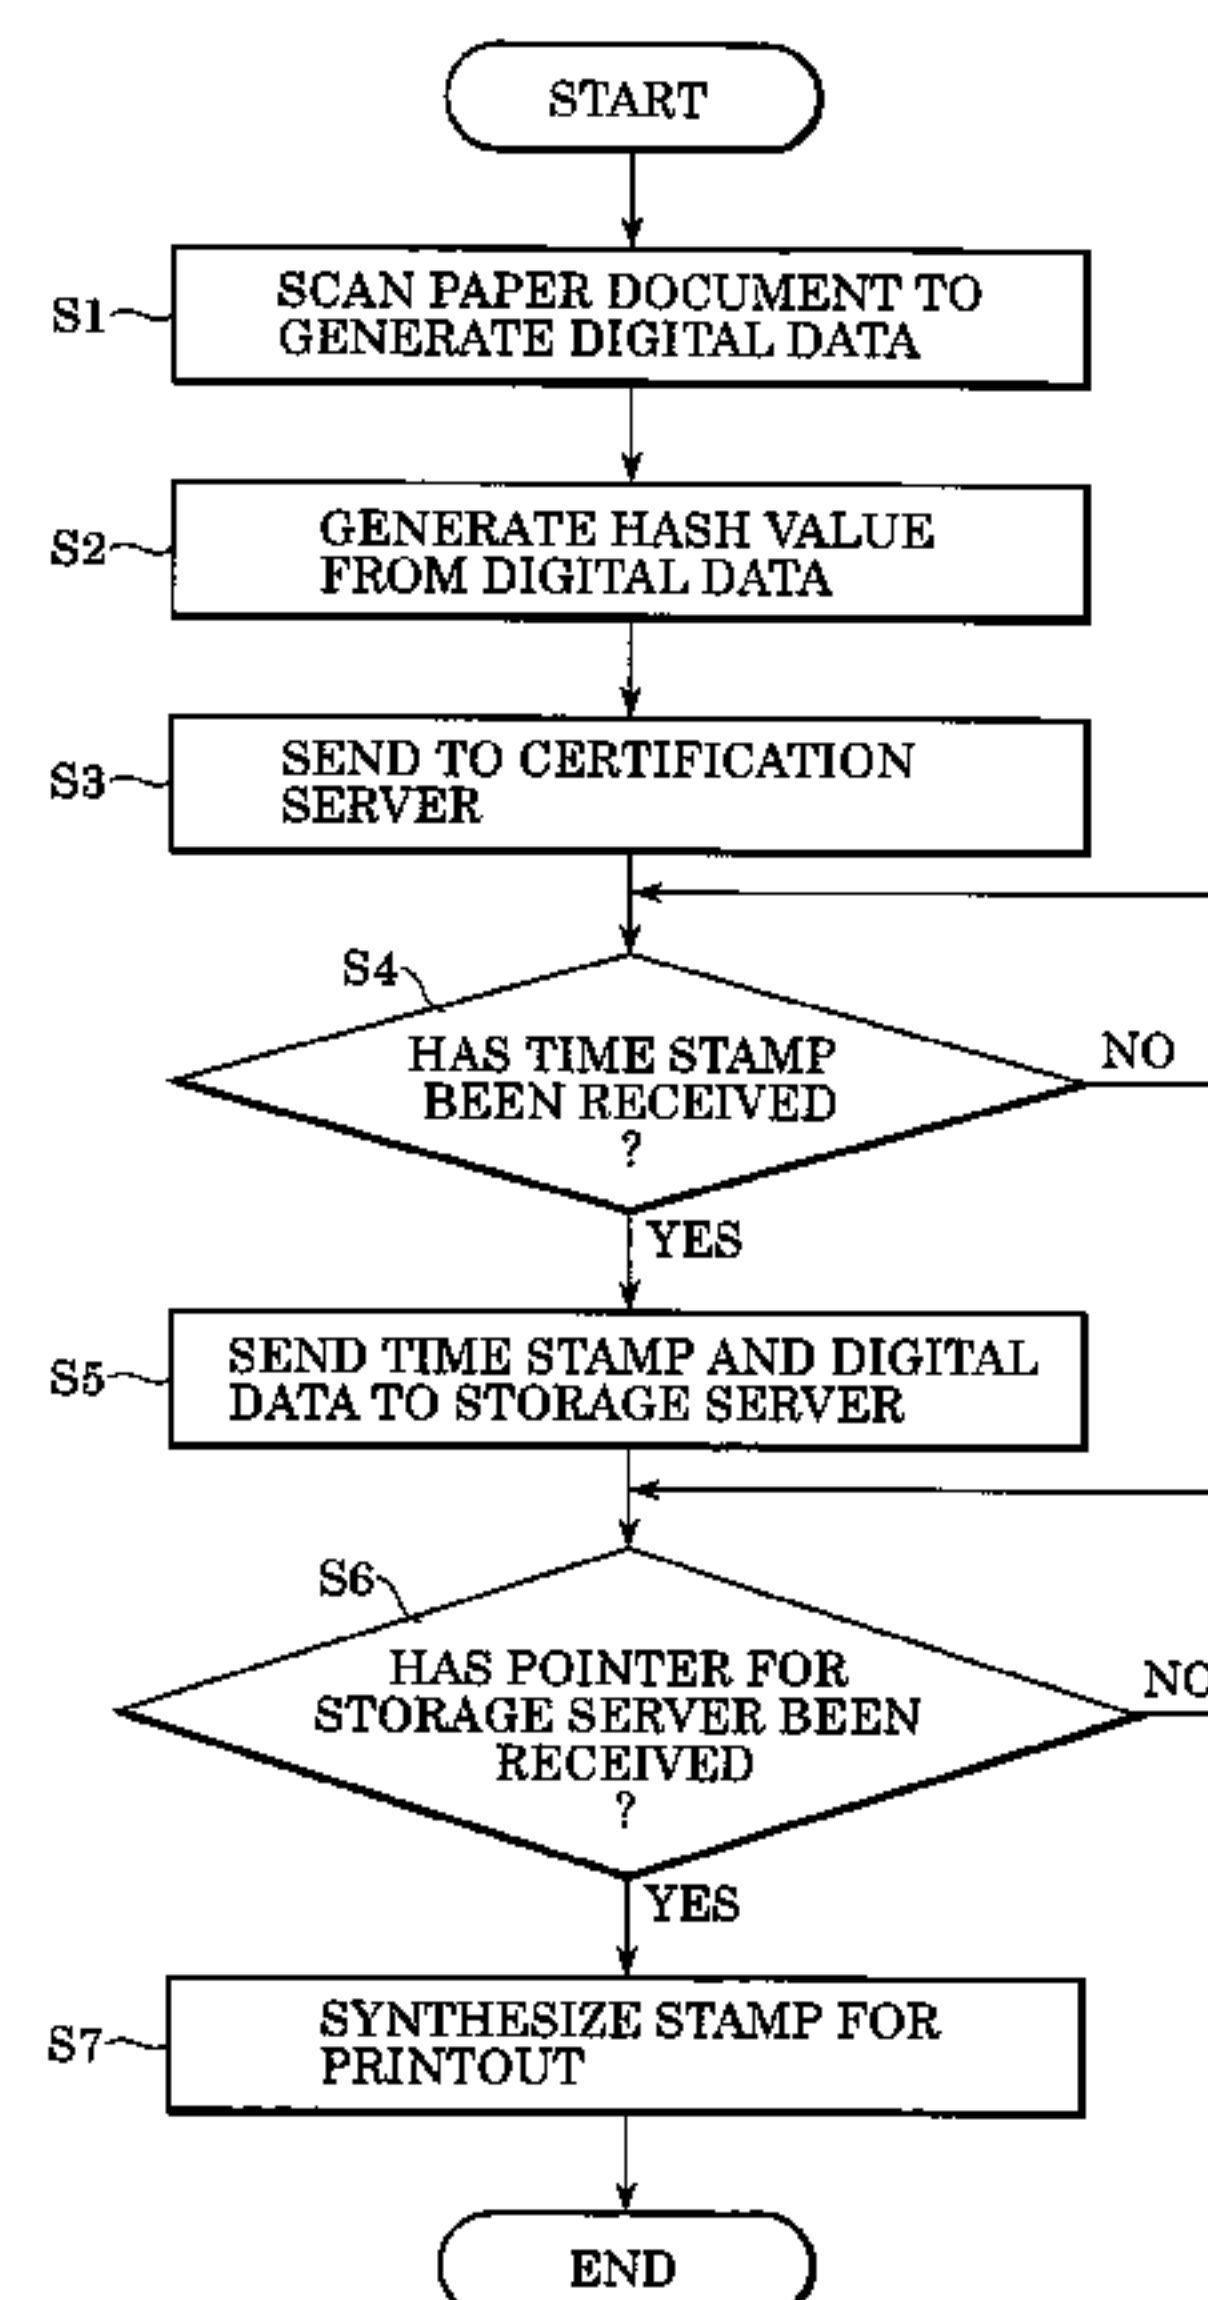 START
S1
SCAN PAPER DOCUMENT TO
GENERATE DIGITAL DATA
S2
GENERATE HASH VALUE
FROM DIGITAL DATA
S3
SEND TO CERTIFICATION
SERVER
S4
HAS TIME STAMP
BEEN RECEIVED
?
NO
YES
S5
SEND TIME STAMP AND DIGITAL
DATA TO STORAGE SERVER
S6
HAS POINTER FOR
STORAGE SERVER BEEN
RECEIVED
?
NO
YES
S7
SYNTHESIZE STAMP FOR
PRINTOUT
END